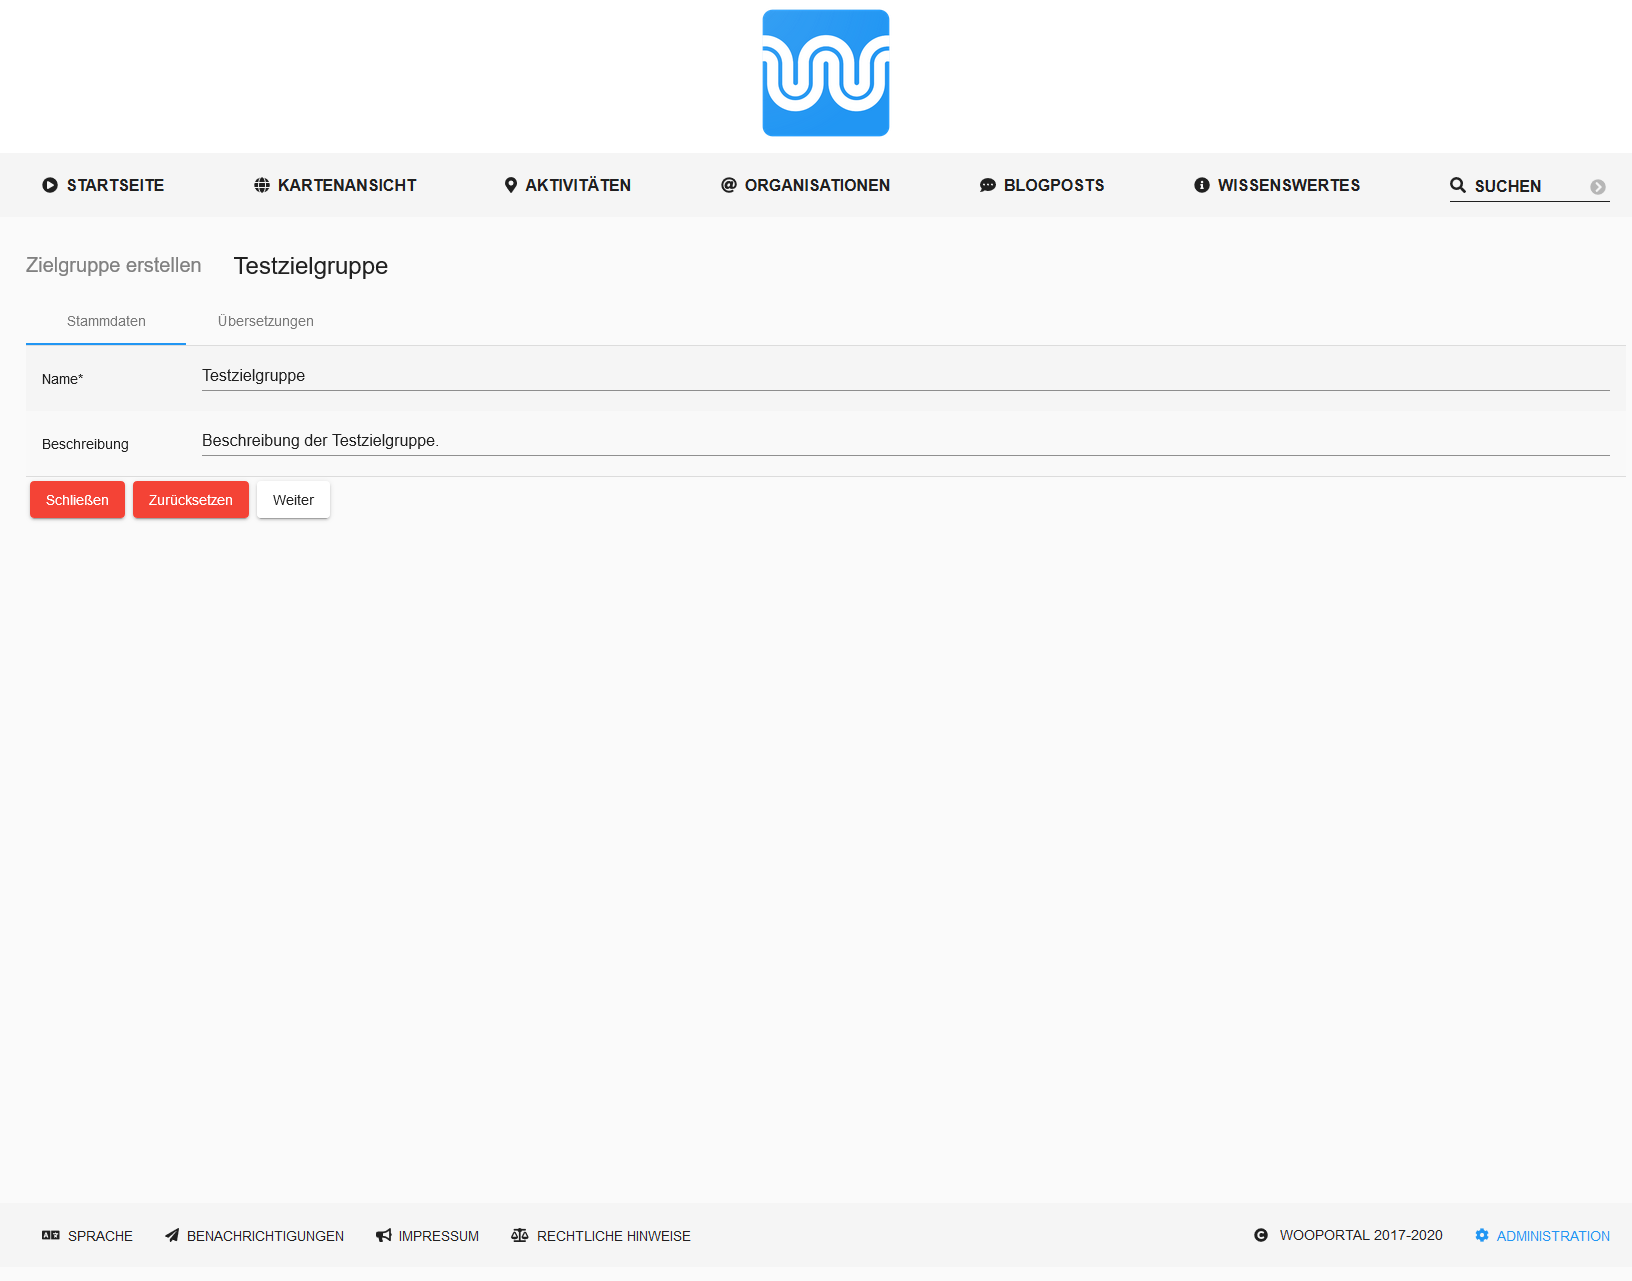 STARTSEITE KARTENANSICHT AKTIVITÄTEN ORGANISATIONEN BLOGPOSTS WISSENSWERTES SUCHEN
Zielgruppe erstellen Testzielgruppe
Stammdaten Übersetzungen
Name* Testzielgruppe
Beschreibung Beschreibung der Testzielgruppe.
Schließen Zurücksetzen Weiter
SPRACHE BENACHRICHTIGUNGEN IMPRESSUM RECHTLICHE HINWEISE WOOPORTAL 2017-2020 ADMINISTRATION